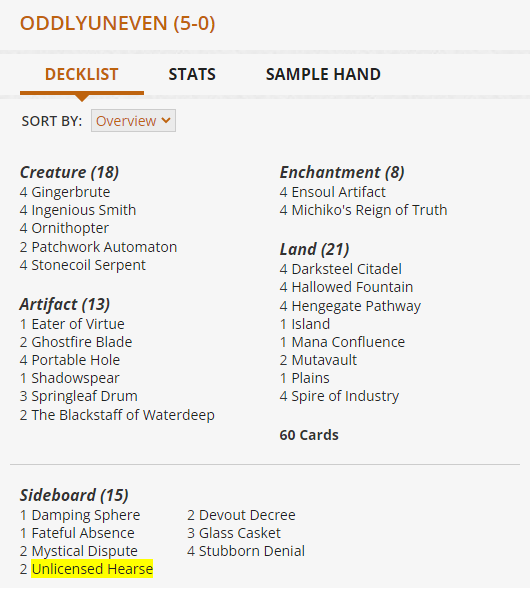 ODDLYUNEVEN (5-0)
DECKLIST STATS SAMPLE HAND
SORT BY: Overview
Creature (18)
4 Gingerbrute
4 Ingenious Smith
4 Ornithopter
2 Patchwork Automaton
4 Stonecoil Serpent
Artifact (13)
1 Eater of Virtue
2 Ghostfire Blade
4 Portable Hole
1 Shadowspear
3 Springleaf Drum
2 The Blackstaff of Waterdeep
Enchantment (8)
4 Ensoul Artifact
4 Michiko's Reign of Truth
Land (21)
4 Darksteel Citadel
4 Hallowed Fountain
4 Hengegate Pathway
1 Island
1 Mana Confluence
2 Mutavault
1 Plains
4 Spire of Industry
60 Cards
Sideboard (15)
1 Damping Sphere
1 Fateful Absence
2 Mystical Dispute
2 Unlicensed Hearse
2 Devout Decree
3 Glass Casket
4 Stubborn Denial